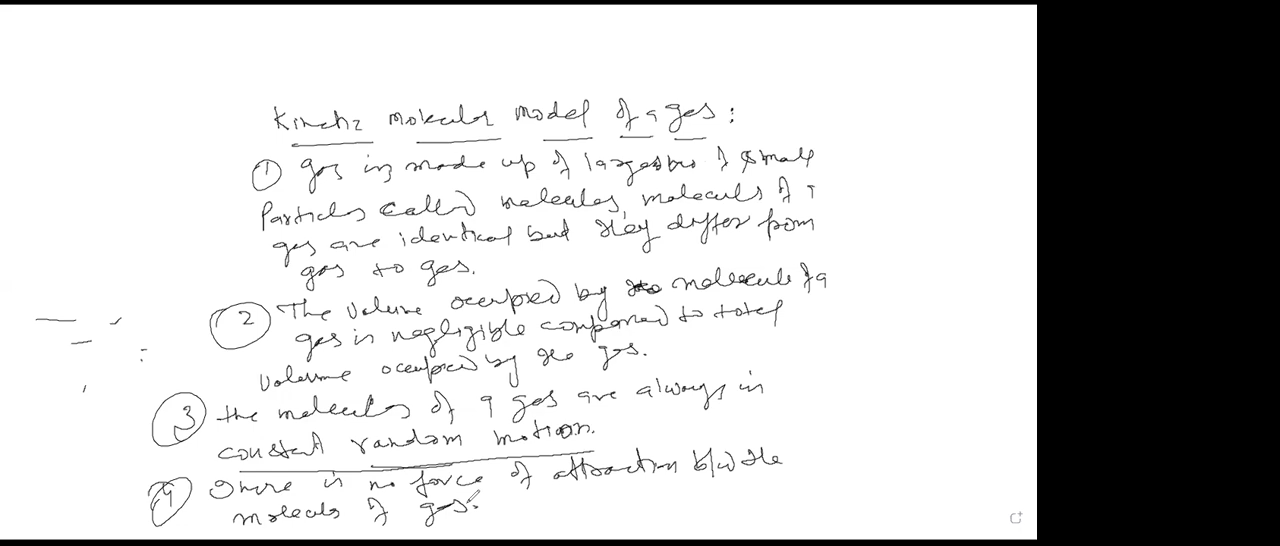 Kinetic molecular model of a gas :
① gas is made up of large no of small
Particles called molecules, molecules of a
gas are identical but they differ from
gas to gas.
② The volume occupied by molecule of a
gas is negligible compared to total
volume occupied by the gas.
③ the molecules of a gas are always in
constant random motion.
④ There is no force of attraction b/w the
molecules of gas.